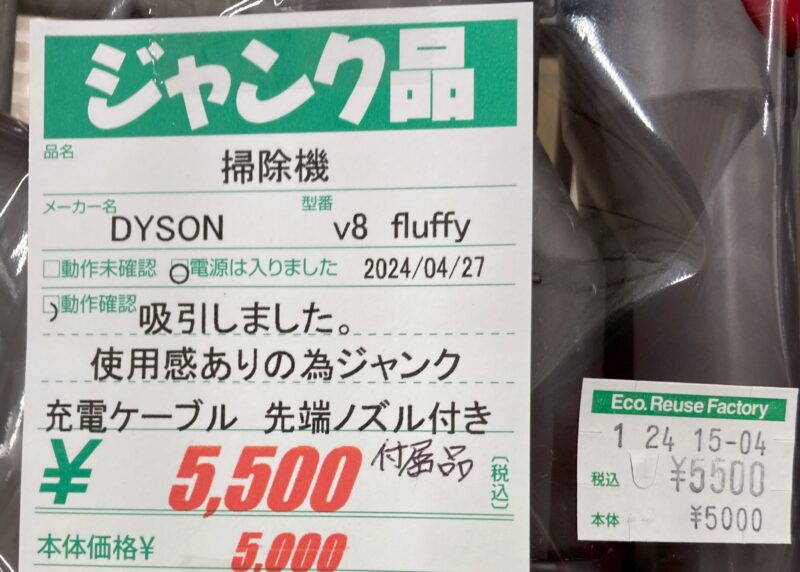 ジャンク品
品名 掃除機
メーカー名 DYSON 型番 v8 fluffy
□動作未確認 □電源は入りました 2024/04/27
□動作確認 吸引しました。
使用感ありの為ジャンク
充電ケーブル 先端ノズル付き
¥ 5,500 付属品 〔税込〕
本体価格¥ 5,000
Eco. Reuse Factory
1 24 15-04
税込 ¥5500
本体 ¥5000